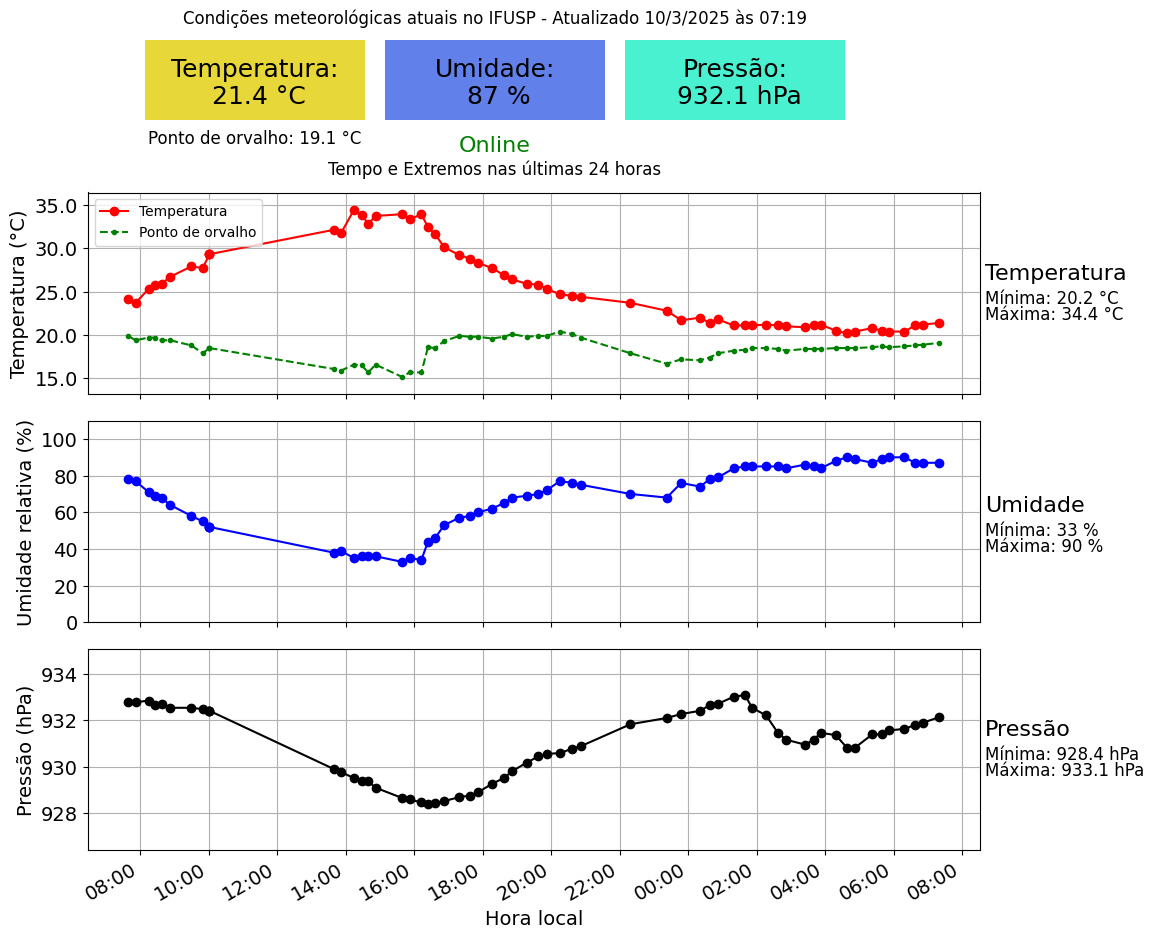 Condições meteorológicas atuais no IFUSP - Atualizado 10/3/2025 às 07:19
Temperatura:
21.4 °C
Umidade:
87 %
Pressão:
932.1 hPa
Ponto de orvalho: 19.1 °C
Online
Tempo e Extremos nas últimas 24 horas
Temperatura (°C)
35.0
30.0
25.0
20.0
15.0
Temperatura
Ponto de orvalho
Temperatura
Mínima: 20.2 °C
Máxima: 34.4 °C
Umidade relativa (%)
100
80
60
40
20
0
Umidade
Mínima: 33 %
Máxima: 90 %
Pressão (hPa)
934
932
930
928
Pressão
Mínima: 928.4 hPa
Máxima: 933.1 hPa
08:00 10:00 12:00 14:00 16:00 18:00 20:00 22:00 00:00 02:00 04:00 06:00 08:00
Hora local